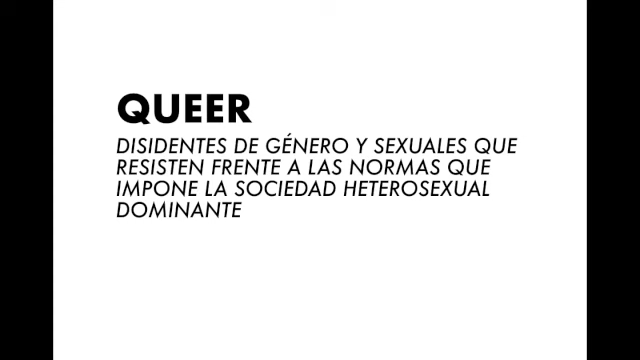 QUEER
DISIDENTES DE GÉNERO Y SEXUALES QUE
RESISTEN FRENTE A LAS NORMAS QUE
IMPONE LA SOCIEDAD HETEROSEXUAL
DOMINANTE